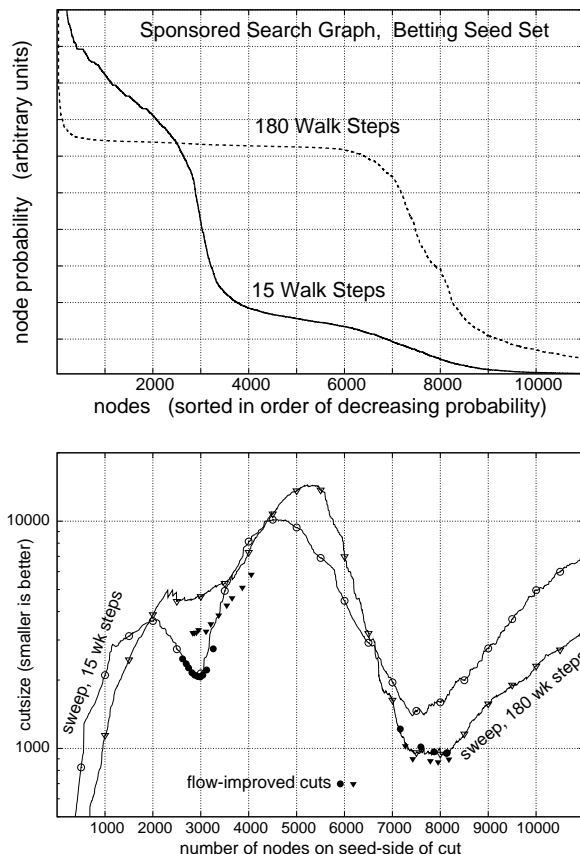 Sponsored Search Graph, Betting Seed Set
180 Walk Steps
15 Walk Steps
node probability (arbitrary units)
2000 4000 6000 8000 10000
nodes (sorted in order of decreasing probability)
10000
1000
cutsize (smaller is better)
sweep, 15 wk steps
sweep, 180 wk steps
flow-improved cuts
1000 2000 3000 4000 5000 6000 7000 8000 9000 10000
number of nodes on seed-side of cut